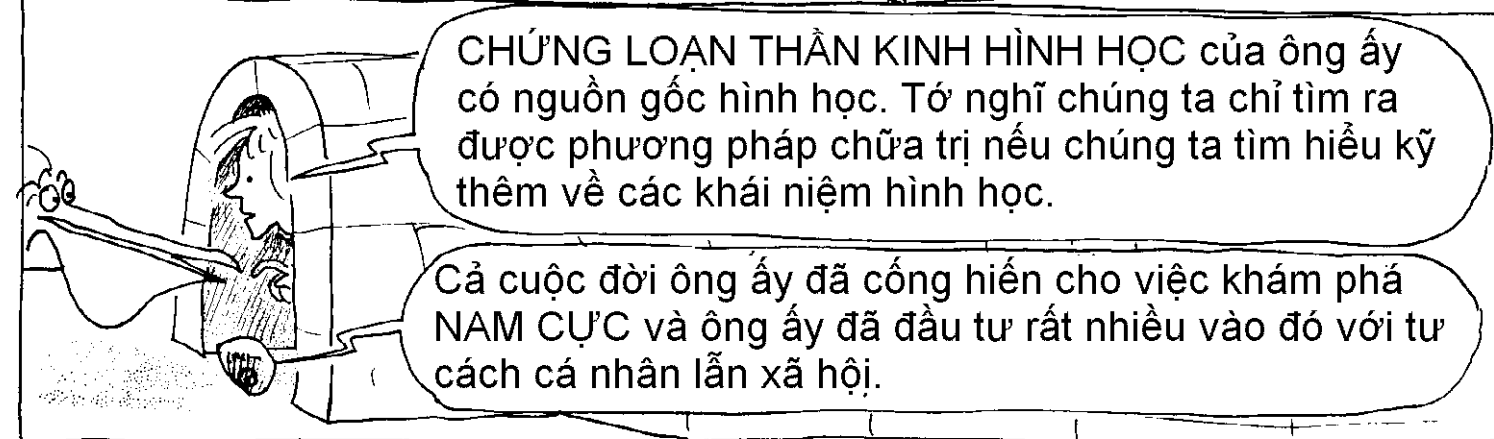 CHỨNG LOẠN THẦN KINH HÌNH HỌC của ông ấy
có nguồn gốc hình học. Tớ nghĩ chúng ta chỉ tìm ra
được phương pháp chữa trị nếu chúng ta tìm hiểu kỹ
thêm về các khái niệm hình học.
Cả cuộc đời ông ấy đã cống hiến cho việc khám phá
NAM CỰC và ông ấy đã đầu tư rất nhiều vào đó với tư
cách cá nhân lẫn xã hội.